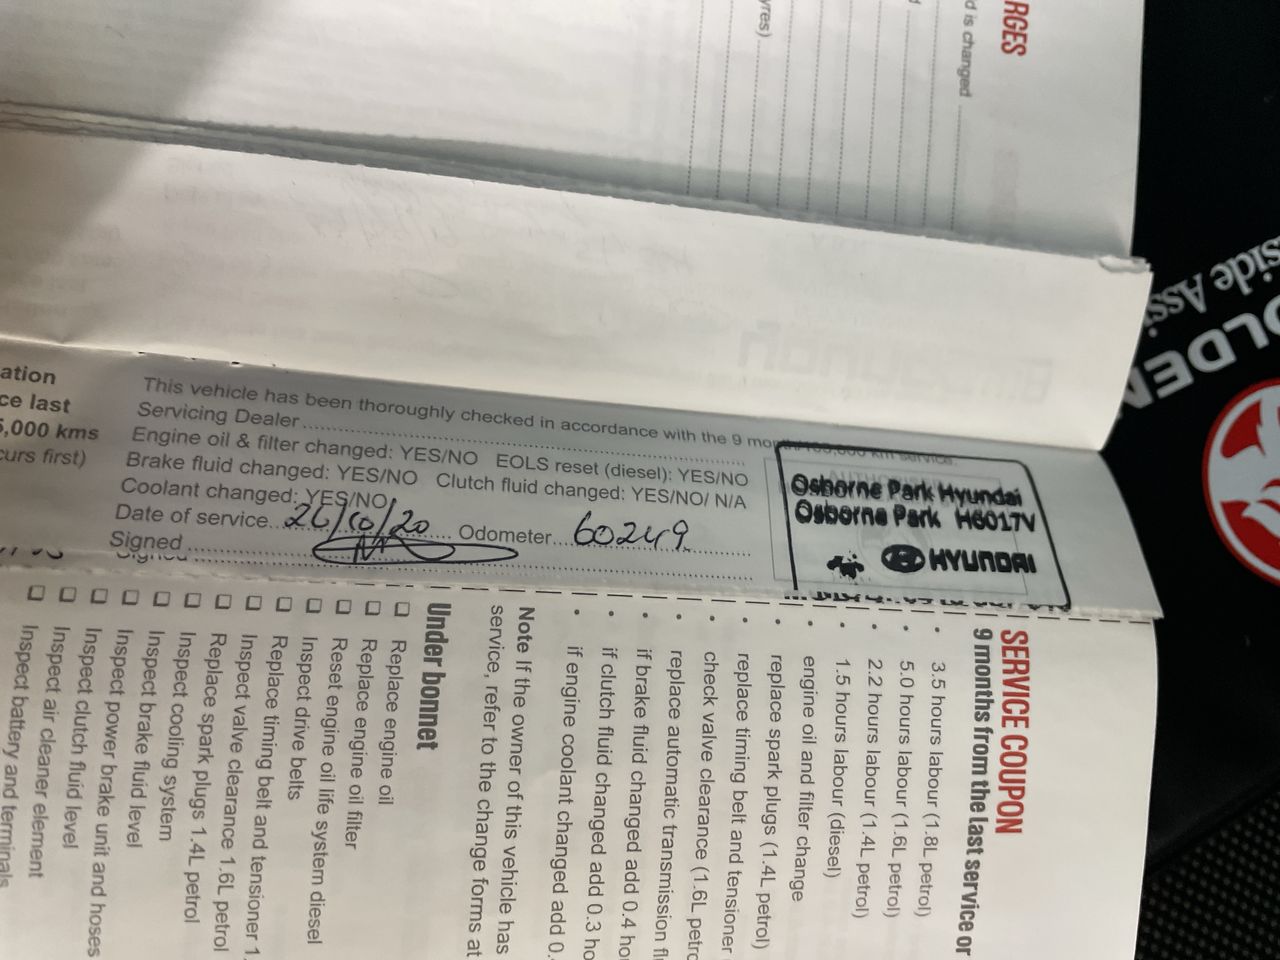 RGES
d is changed
yres)
OLDEN
side Assi
ation
ce last
5,000 kms
curs first)
This vehicle has been thoroughly checked in accordance with the 9 month/ 105,000 km service.
Servicing Dealer
Engine oil & filter changed: YES/NO EOLS reset (diesel): YES/NO
Brake fluid changed: YES/NO Clutch fluid changed: YES/NO/ N/A
Coolant changed: YES/NO
Date of service 26/10/20 Odometer 60249
Signed
Osborne Park Hyundai
Osborne Park H6017V
HYUNDAI
SERVICE COUPON
9 months from the last service or
• 3.5 hours labour (1.8L petrol)
• 5.0 hours labour (1.6L petrol)
• 2.2 hours labour (1.4L petrol)
• 1.5 hours labour (diesel)
• engine oil and filter change
• replace spark plugs (1.4L petrol)
• replace timing belt and tensioner
• check valve clearance (1.6L petro
• replace automatic transmission fl
• if brake fluid changed add 0.4 hou
• if clutch fluid changed add 0.3 ho
• if engine coolant changed add 0.
Note If the owner of this vehicle has
service, refer to the change forms at
Under bonnet
Replace engine oil
Replace engine oil filter
Reset engine oil life system diesel
Inspect drive belts
Replace timing belt and tensioner 1.
Inspect valve clearance 1.6L petrol
Replace spark plugs 1.4L petrol
Inspect cooling system
Inspect brake fluid level
Inspect power brake unit and hoses
Inspect clutch fluid level
Inspect air cleaner element
Inspect battery and terminals